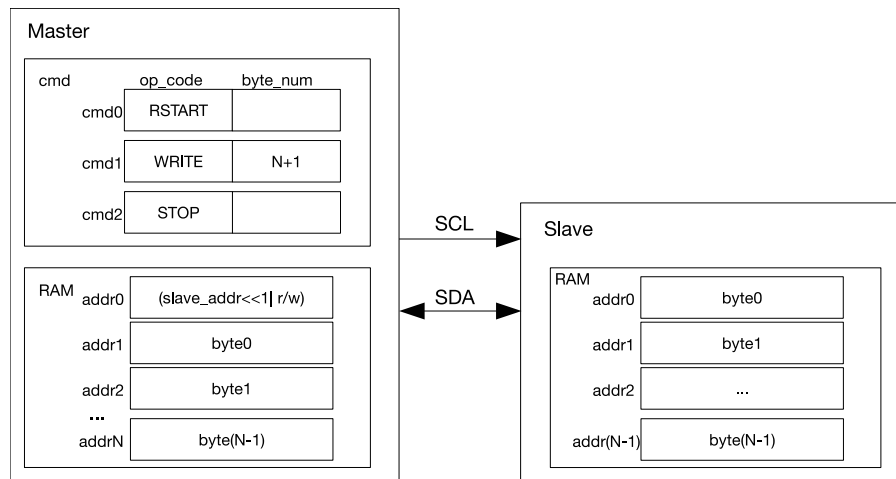 Master
cmd op_code byte_num
cmd0 RSTART
cmd1 WRITE N+1
cmd2 STOP
RAM
addr0 (slave_addr<<1| r/w)
addr1 byte0
addr2 byte1
...
addrN byte(N-1)
SCL
SDA
Slave
RAM
addr0 byte0
addr1 byte1
addr2 ...
addr(N-1) byte(N-1)